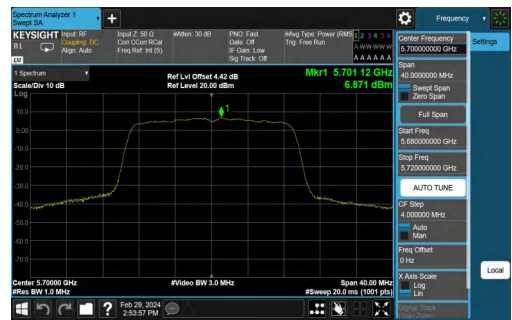 Spectrum Analyzer 1
Swept SA
+
Frequency
KEYSIGHT
R L
LV
Input: RF
Coupling: DC
Align: Auto
Input Z: 50 Ω
Corr CCorr RCal
Freq Ref: Int (S)
#Atten: 30 dB
PNO: Fast
Gate: Off
IF Gain: Low
Sig Track: Off
#Avg Type: Power (RMS
Trig: Free Run
1 2 3 4 5 6
A W W W W W
A A A A A A
1 Spectrum
Scale/Div 10 dB
Log
Ref Lvl Offset 4.42 dB
Ref Level 20.00 dBm
Mkr1 5.701 12 GHz
6.871 dBm
1
10.0
0.00
-10.0
-20.0
-30.0
-40.0
-50.0
-60.0
-70.0
Center 5.70000 GHz
#Res BW 1.0 MHz
#Video BW 3.0 MHz
Span 40.00 MHz
#Sweep 20.0 ms (1001 pts)
Center Frequency
5.700000000 GHz
Settings
Span
40.0000000 MHz
Swept Span
Zero Span
Full Span
Start Freq
5.680000000 GHz
Stop Freq
5.720000000 GHz
AUTO TUNE
CF Step
4.000000 MHz
Auto
Man
Freq Offset
0 Hz
X Axis Scale
Log
Lin
Local
Signal Track
?
Feb 29, 2024
2:53:57 PM